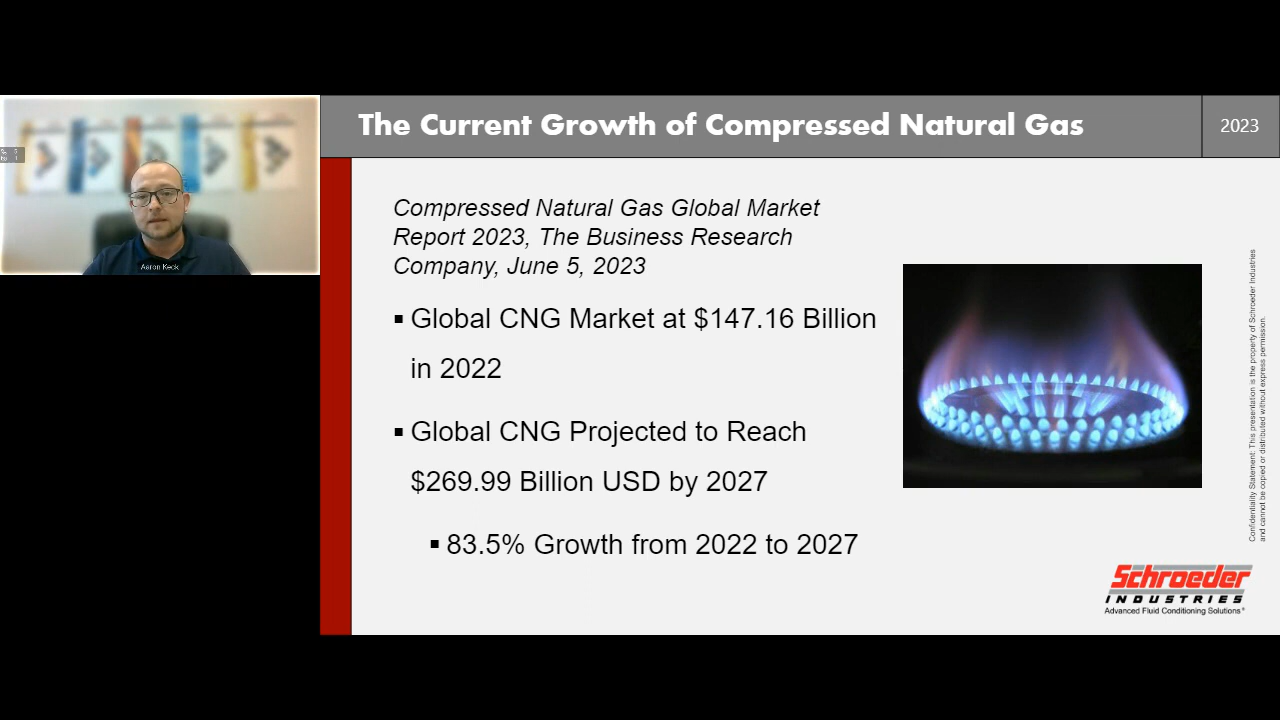 The Current Growth of Compressed Natural Gas
2023
Aaron Keck
Compressed Natural Gas Global Market
Report 2023, The Business Research
Company, June 5, 2023
▪ Global CNG Market at $147.16 Billion
in 2022
▪ Global CNG Projected to Reach
$269.99 Billion USD by 2027
▪ 83.5% Growth from 2022 to 2027
Confidentiality Statement: This presentation is the property of Schroeder Industries
and cannot be copied or distributed without express permission.
Schroeder
INDUSTRIES
Advanced Fluid Conditioning Solutions®